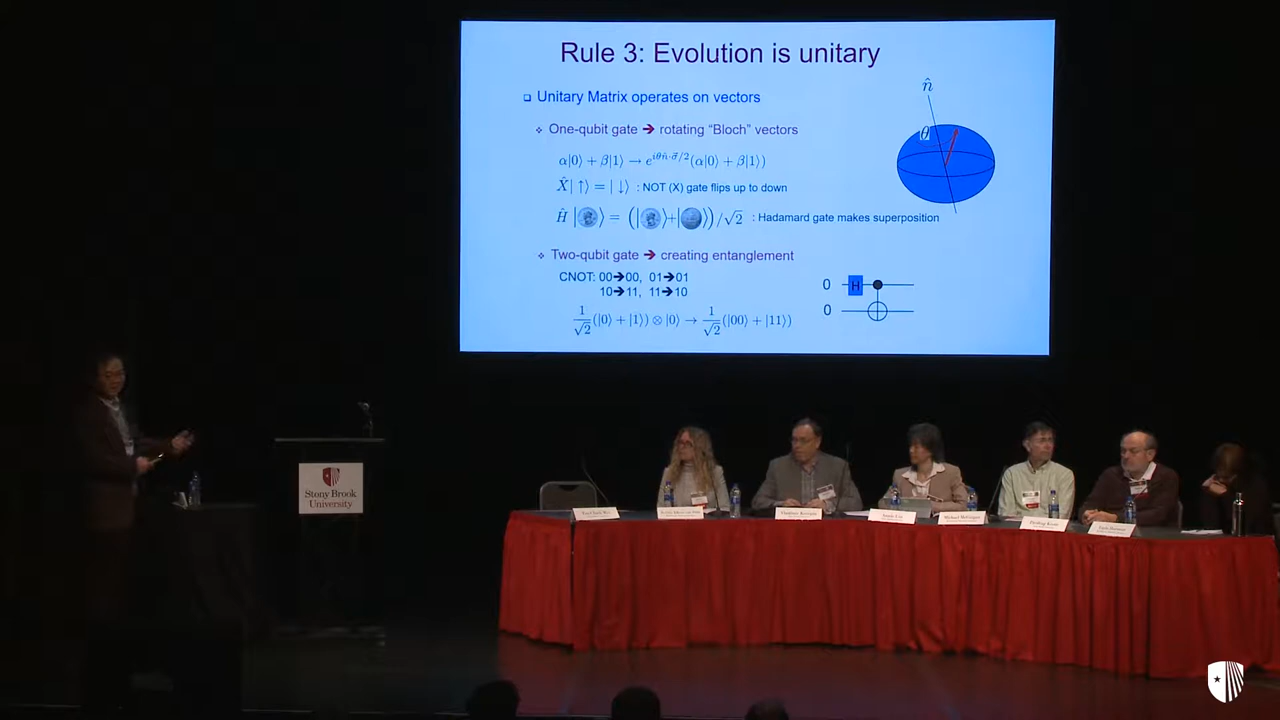 Rule 3: Evolution is unitary
Unitary Matrix operates on vectors
One-qubit gate ➔ rotating “Bloch” vectors
α|0⟩ + β|1⟩ → e^{iθn̂·σ⃗/2}(α|0⟩ + β|1⟩)
X̂|↑⟩ = |↓⟩ : NOT (X) gate flips up to down
Ĥ |⟩ = (|⟩+|⟩)/√2 : Hadamard gate makes superposition
Two-qubit gate ➔ creating entanglement
CNOT: 00➔00, 01➔01
10➔11, 11➔10
1/√2(|0⟩ + |1⟩) ⊗ |0⟩ → 1/√2(|00⟩ + |11⟩)
n̂
θ
0 H
0
Stony Brook
University